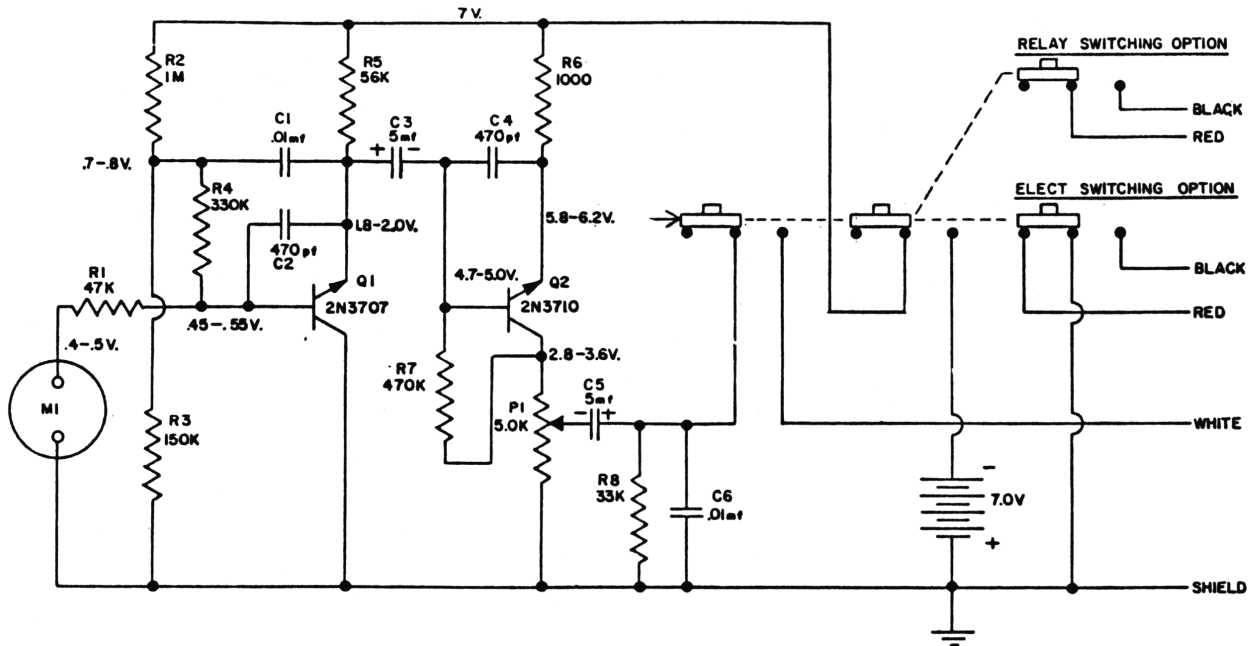 7 V.
RELAY SWITCHING OPTION
R2
1M
R5
56K
R6
1000
BLACK
RED
C1
.01mf
C3
5mf
+ -
C4
470pf
.7-.8V.
R4
330K
ELECT SWITCHING OPTION
470pf
C2
1.8-2.0V.
5.8-6.2V.
BLACK
R1
47K
Q1
2N3707
4.7-5.0V.
Q2
2N3710
RED
.45-.55V.
.4-.5V.
2.8-3.6V.
R7
470K
M1
R3
150K
P1
5.0K
C5
5mf
- +
WHITE
R8
33K
C6
.01mf
-
7.0V
+
SHIELD